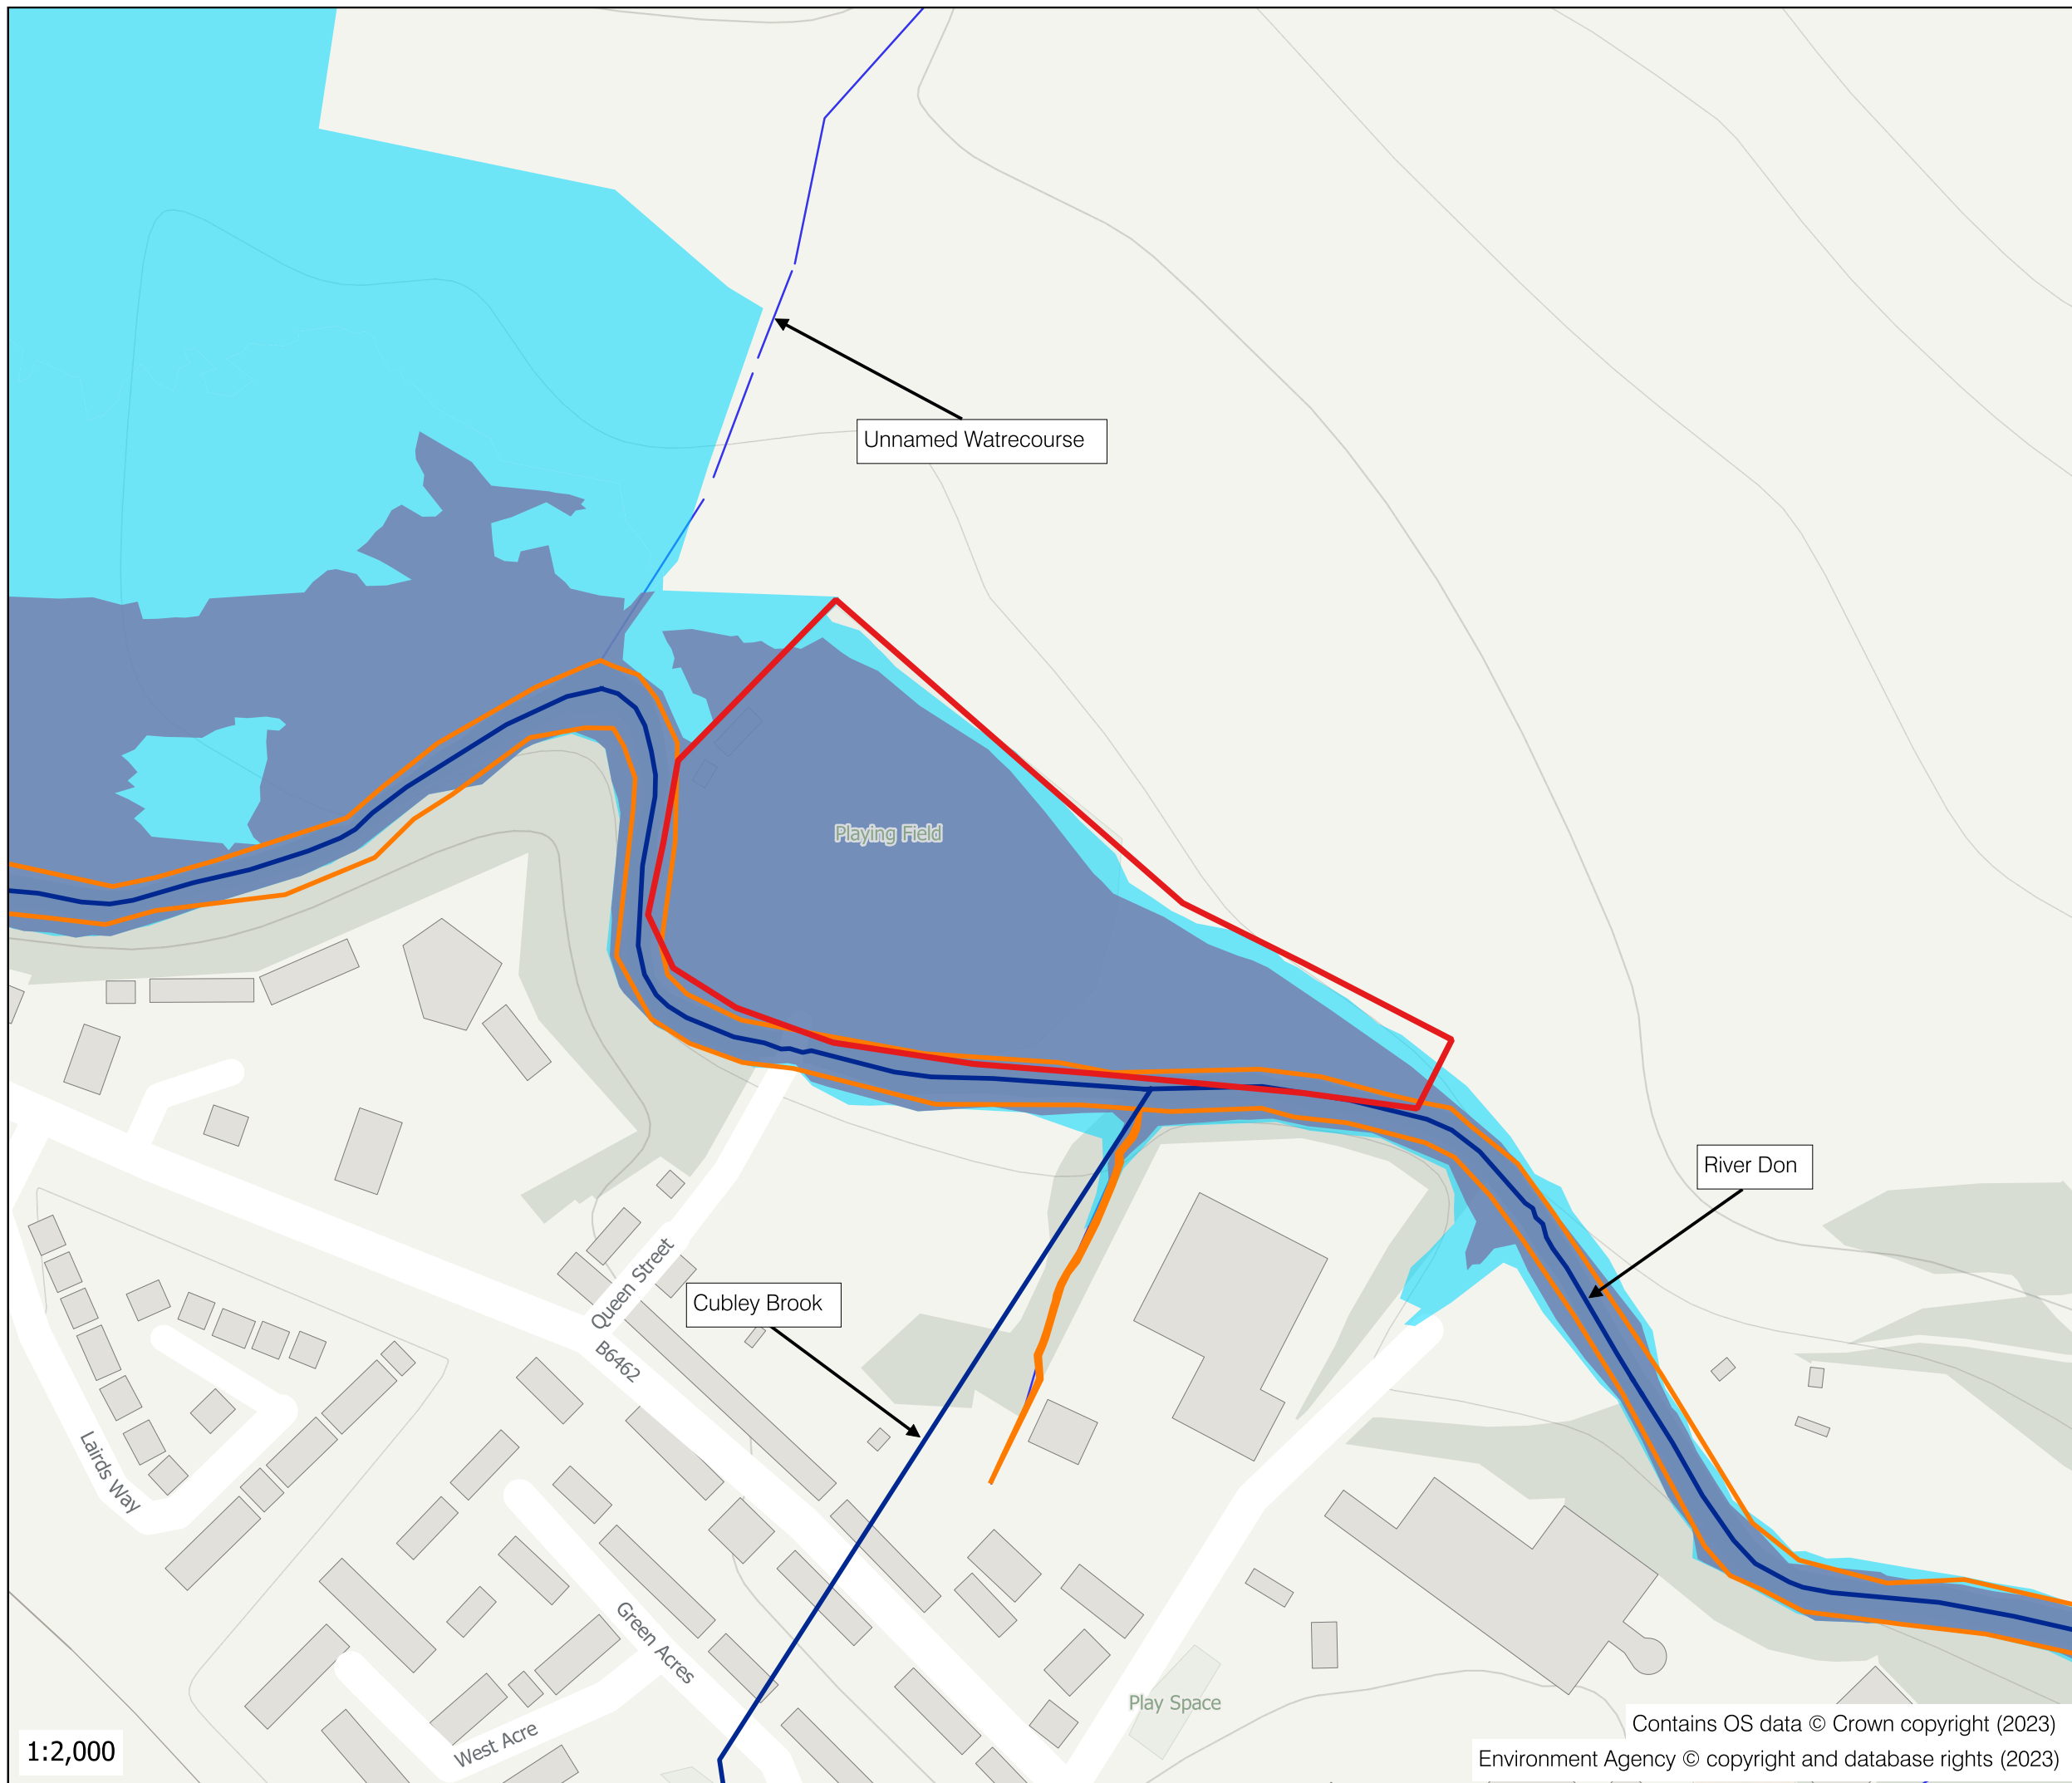 Unnamed Watrecourse
Playing Field
River Don
Queen Street
Cubley Brook
B6462
Lairds Way
Green Acres
West Acre
Play Space
1:2,000
Contains OS data © Crown copyright (2023)
Environment Agency © copyright and database rights (2023)